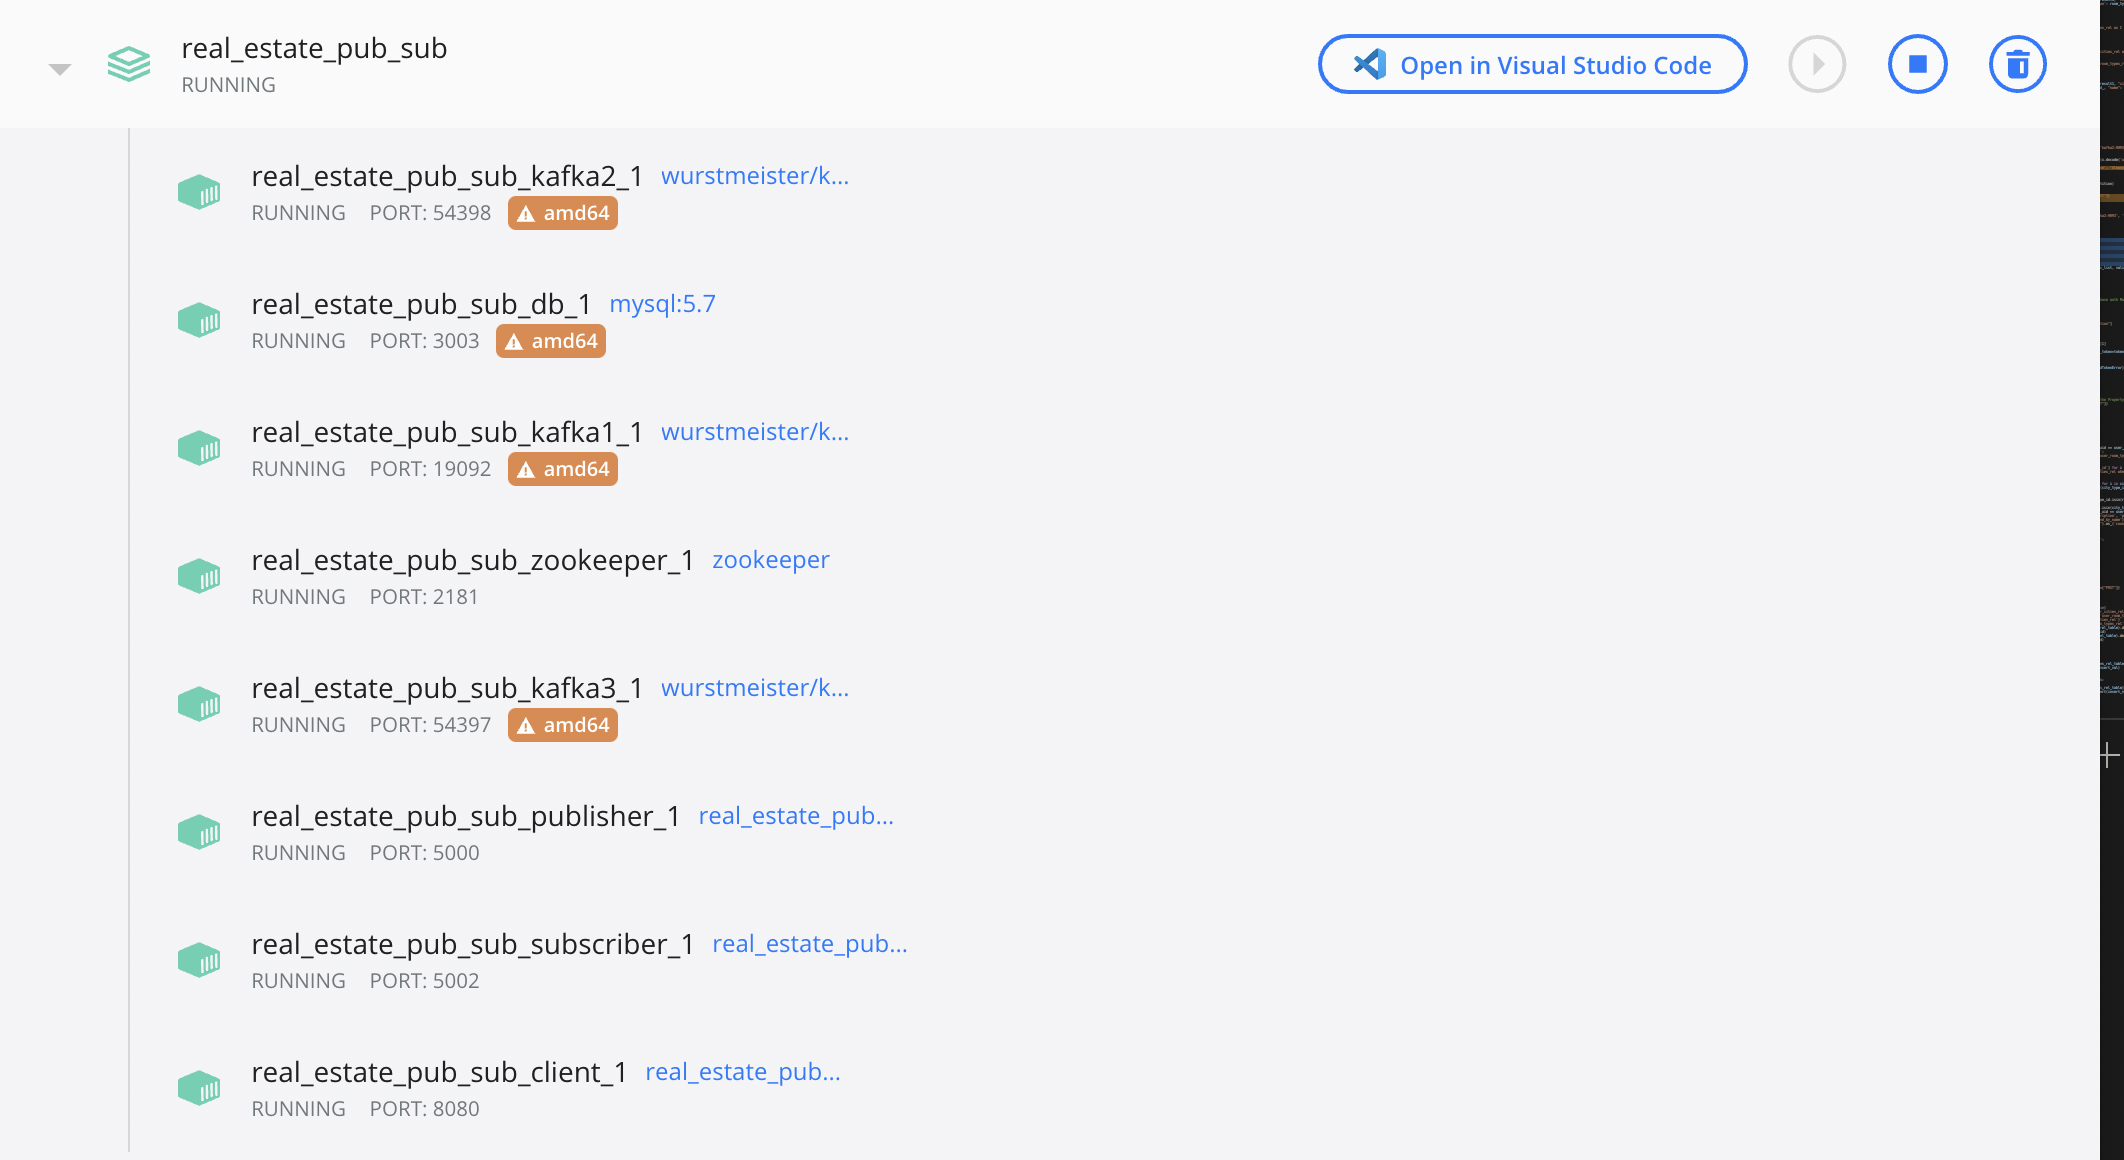 real_estate_pub_sub
RUNNING
Open in Visual Studio Code
real_estate_pub_sub_kafka2_1 wurstmeister/k...
RUNNING PORT: 54398 amd64
real_estate_pub_sub_db_1 mysql:5.7
RUNNING PORT: 3003 amd64
real_estate_pub_sub_kafka1_1 wurstmeister/k...
RUNNING PORT: 19092 amd64
real_estate_pub_sub_zookeeper_1 zookeeper
RUNNING PORT: 2181
real_estate_pub_sub_kafka3_1 wurstmeister/k...
RUNNING PORT: 54397 amd64
real_estate_pub_sub_publisher_1 real_estate_pub...
RUNNING PORT: 5000
real_estate_pub_sub_subscriber_1 real_estate_pub...
RUNNING PORT: 5002
real_estate_pub_sub_client_1 real_estate_pub...
RUNNING PORT: 8080